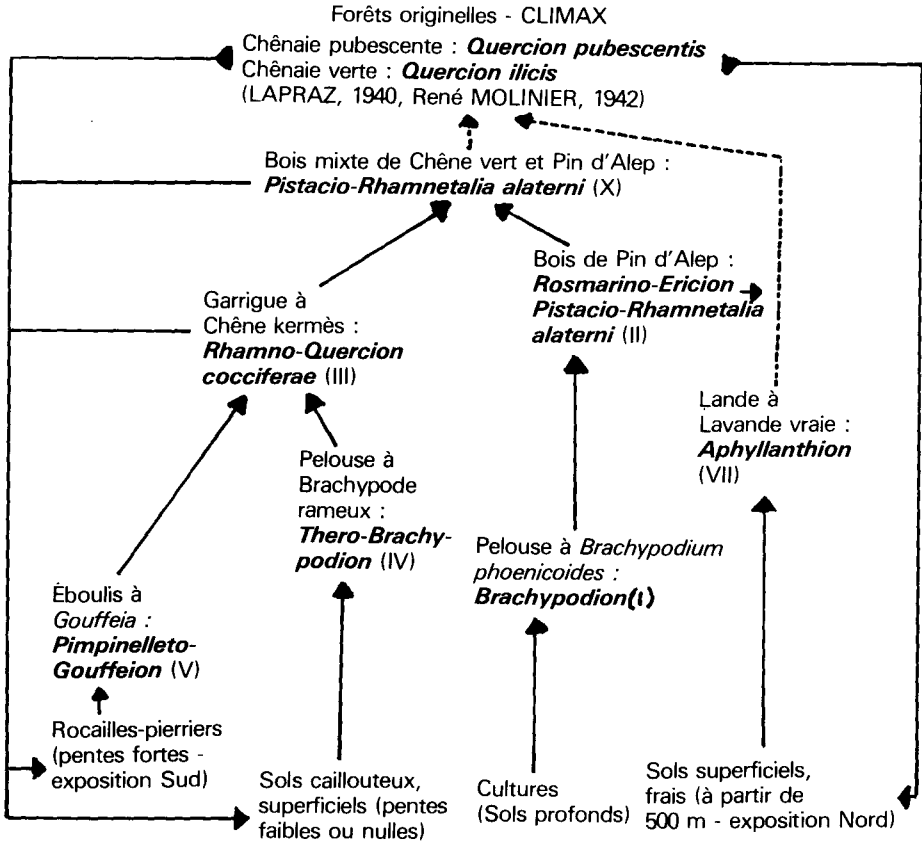 Forêts originelles - CLIMAX
Chênaie pubescente : Quercion pubescentis
Chênaie verte : Quercion ilicis
(LAPRAZ, 1940, René MOLINIER, 1942)
Bois mixte de Chêne vert et Pin d'Alep :
Pistacio-Rhamnetalia alaterni (X)
Bois de Pin d'Alep :
Rosmarino-Ericion
Pistacio-Rhamnetalia
alaterni (II)
Garrigue à
Chêne kermès :
Rhamno-Quercion
cocciferae (III)
Lande à
Lavande vraie :
Aphyllanthion
(VII)
Pelouse à
Brachypode
rameux :
Thero-Brachy-
podion (IV)
Pelouse à Brachypodium
phoenicoides :
Brachypodion(I)
Éboulis à
Gouffeia :
Pimpinelleto-
Gouffeion (V)
Rocailles-pierriers
(pentes fortes -
exposition Sud)
Sols caillouteux,
superficiels (pentes
faibles ou nulles)
Cultures
(Sols profonds)
Sols superficiels,
frais (à partir de
500 m - exposition Nord)